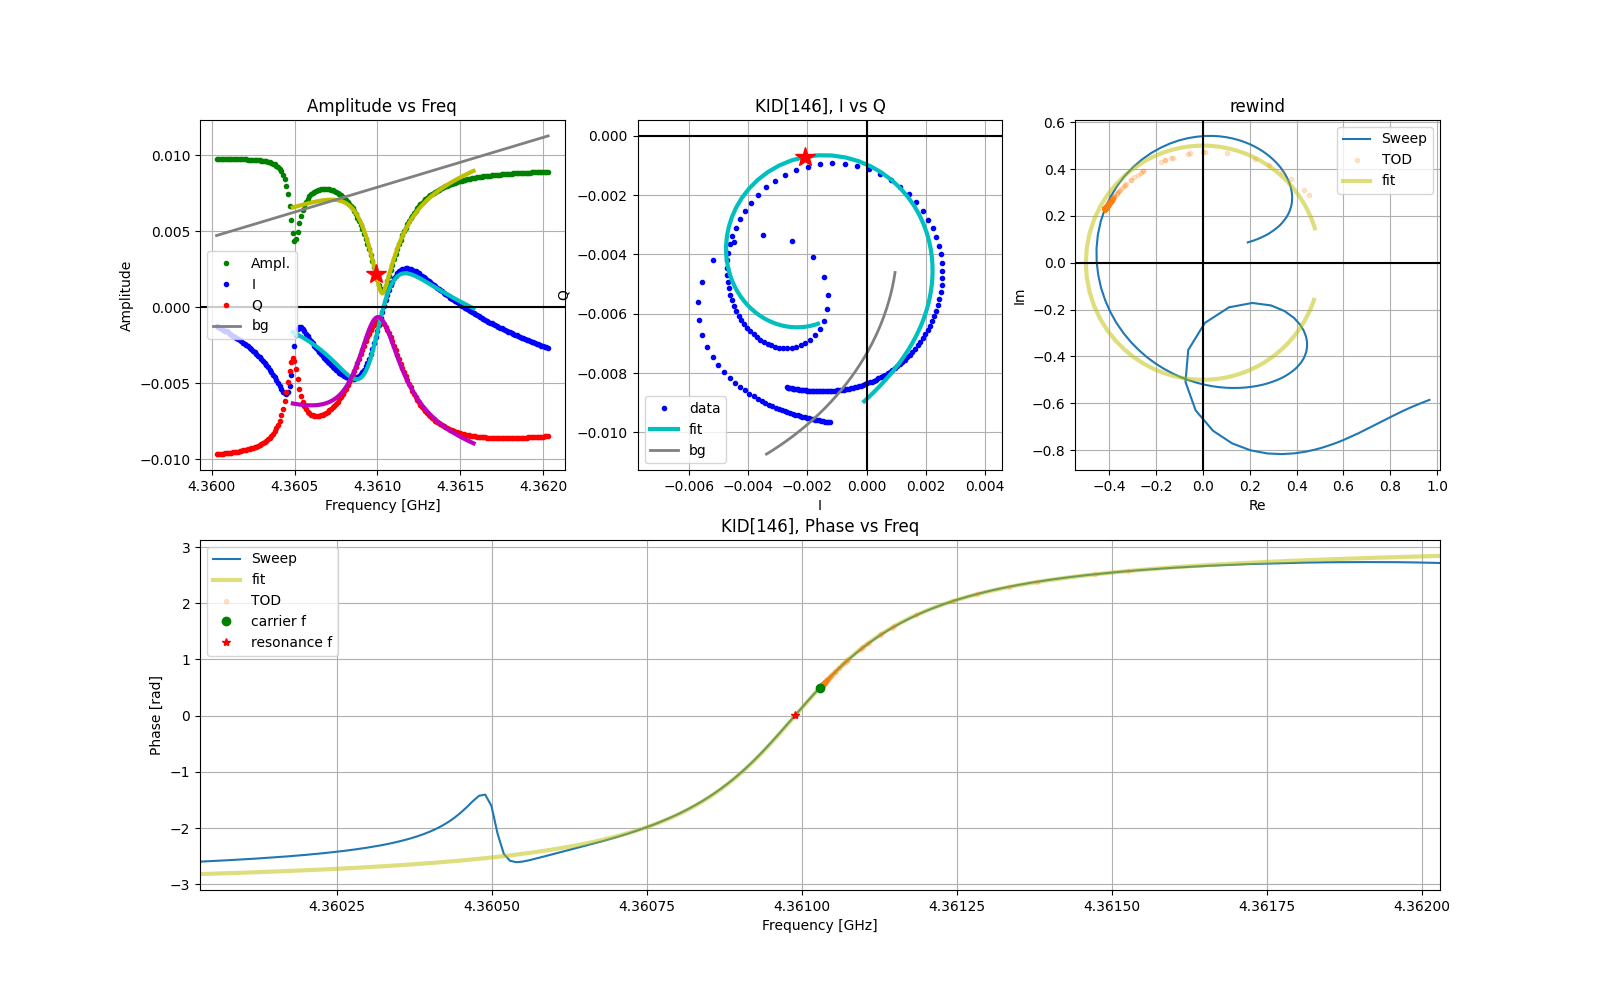 Amplitude vs Freq
Amplitude
0.010
0.005
0.000
−0.005
−0.010
Ampl.
I
Q
bg
4.3600 4.3605 4.3610 4.3615 4.3620
Frequency [GHz]
KID[146], I vs Q
Q
0.000
−0.002
−0.004
−0.006
−0.008
−0.010
data
fit
bg
−0.006 −0.004 −0.002 0.000 0.002 0.004
I
rewind
Im
0.6
0.4
0.2
0.0
−0.2
−0.4
−0.6
−0.8
Sweep
TOD
fit
−0.4 −0.2 0.0 0.2 0.4 0.6 0.8 1.0
Re
KID[146], Phase vs Freq
Phase [rad]
3
2
1
0
−1
−2
−3
Sweep
fit
TOD
carrier f
resonance f
4.36025 4.36050 4.36075 4.36100 4.36125 4.36150 4.36175 4.36200
Frequency [GHz]